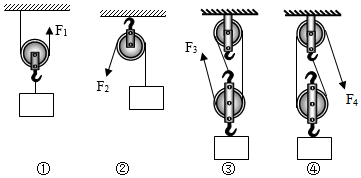 F₁
F₂
F₃
F₄
① ② ③ ④